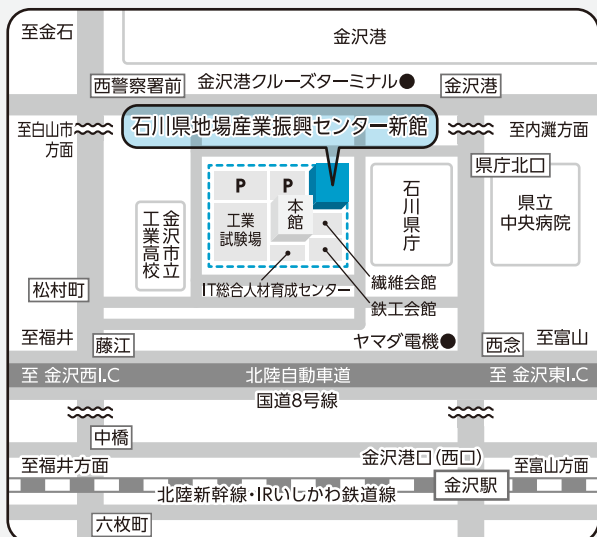 至金石
金沢港
西警察署前
金沢港クルーズターミナル
金沢港
至白山市
方面
石川県地場産業振興センター新館
至内灘方面
県庁北口
P
P
本館
工業
試験場
金沢市立
工業高校
石川県庁
県立
中央病院
繊維会館
IT総合人材育成センター
鉄工会館
松村町
至福井
藤江
ヤマダ電機
西念
至富山
至 金沢西I.C
北陸自動車道
至 金沢東I.C
国道8号線
中橋
金沢港口(西口)
至福井方面
至富山方面
北陸新幹線・IRいしかわ鉄道線
金沢駅
六枚町